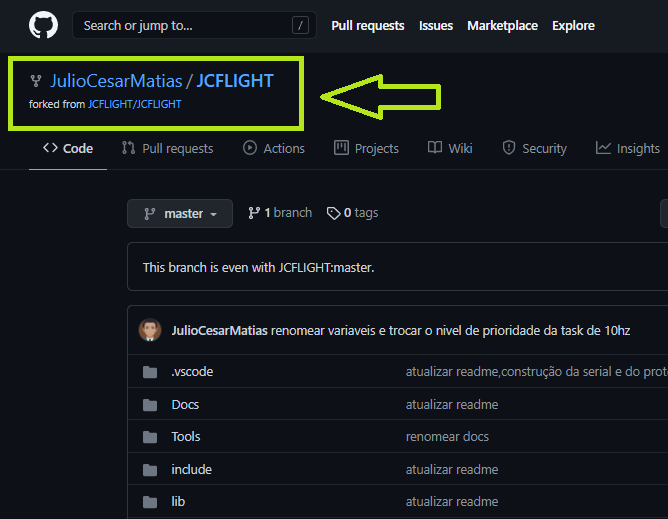 Search or jump to... /
Pull requests Issues Marketplace Explore
JulioCesarMatias / JCFLIGHT
forked from JCFLIGHT/JCFLIGHT
Code Pull requests Actions Projects Wiki Security Insights
master 1 branch 0 tags
This branch is even with JCFLIGHT:master.
JulioCesarMatias renomear variaveis e trocar o nivel de prioridade da task de 10hz
.vscode atualizar readme,construção da serial e do prot
Docs atualizar readme
Tools renomear docs
include atualizar readme
lib atualizar readme